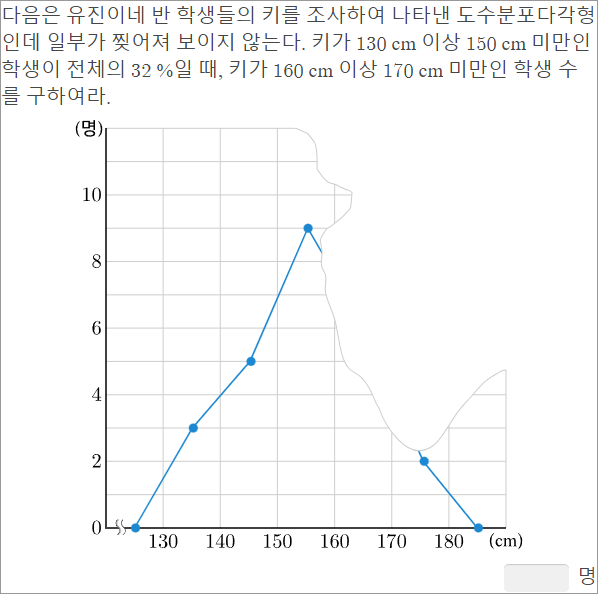 다음은 유진이네 반 학생들의 키를 조사하여 나타낸 도수분포다각형
인데 일부가 찢어져 보이지 않는다. 키가 130 cm 이상 150 cm 미만인
학생이 전체의 32 %일 때, 키가 160 cm 이상 170 cm 미만인 학생 수
를 구하여라.
(명)
10
8
6
4
2
0
130 140 150 160 170 180 (cm)
명